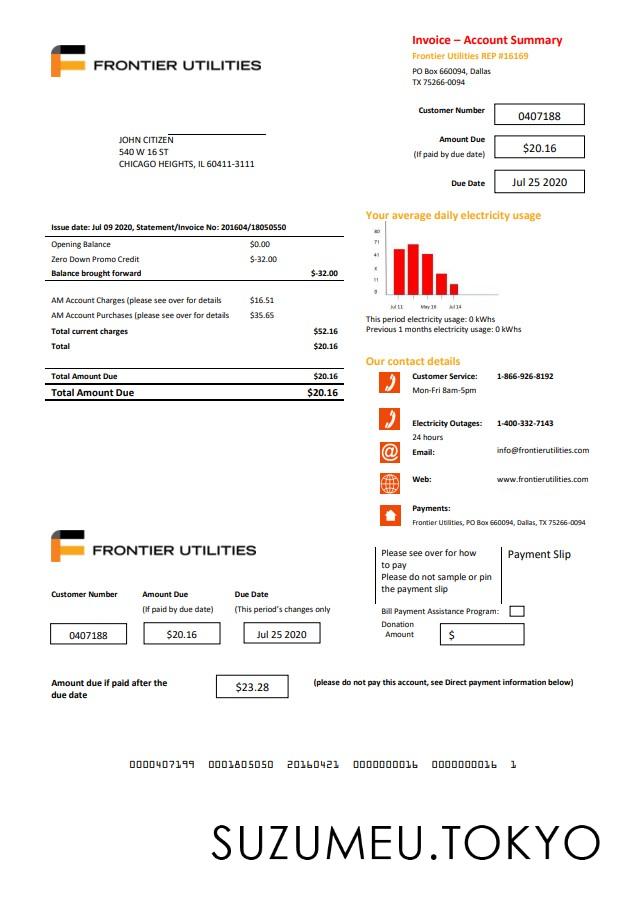 FRONTIER UTILITIES
Invoice – Account Summary
Frontier Utilities REP #16169
PO Box 660094, Dallas
TX 75266-0094
Customer Number
0407188
Amount Due
(If paid by due date)
$20.16
Due Date
Jul 25 2020
JOHN CITIZEN
540 W 16 ST
CHICAGO HEIGHTS, IL 60411-3111
Issue date: Jul 09 2020, Statement/Invoice No: 201604/18050550
Opening Balance $0.00
Zero Down Promo Credit $-32.00
Balance brought forward $-32.00
AM Account Charges (please see over for details $16.51
AM Account Purchases (please see over for details $35.65
Total current charges $52.16
Total $20.16
Total Amount Due $20.16
Total Amount Due $20.16
Your average daily electricity usage
80
71
41
X
11
0
Jul 11 May 18 Jul 14
This period electricity usage: 0 kWhs
Previous 1 months electricity usage: 0 kWhs
Our contact details
Customer Service: 1-866-926-8192
Mon-Fri 8am-5pm
Electricity Outages: 1-400-332-7143
24 hours
Email: info@frontierutilities.com
Web: www.frontierutilities.com
Payments:
Frontier Utilities, PO Box 660094, Dallas, TX 75266-0094
FRONTIER UTILITIES
Please see over for how
to pay
Please do not sample or pin
the payment slip
Payment Slip
Customer Number
0407188
Amount Due
(If paid by due date)
$20.16
Due Date
(This period’s changes only
Jul 25 2020
Bill Payment Assistance Program:
Donation
Amount
$
Amount due if paid after the
due date
$23.28
(please do not pay this account, see Direct payment information below)
0000407199 0001805050 20160421 0000000016 0000000016 1
SUZUMEU.TOKYO